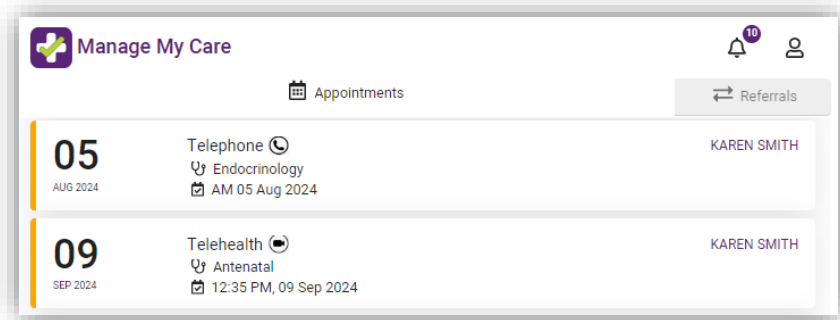 Manage My Care
10
Appointments
Referrals
05
AUG 2024
Telephone
Endocrinology
AM 05 Aug 2024
KAREN SMITH
09
SEP 2024
Telehealth
Antenatal
12:35 PM, 09 Sep 2024
KAREN SMITH